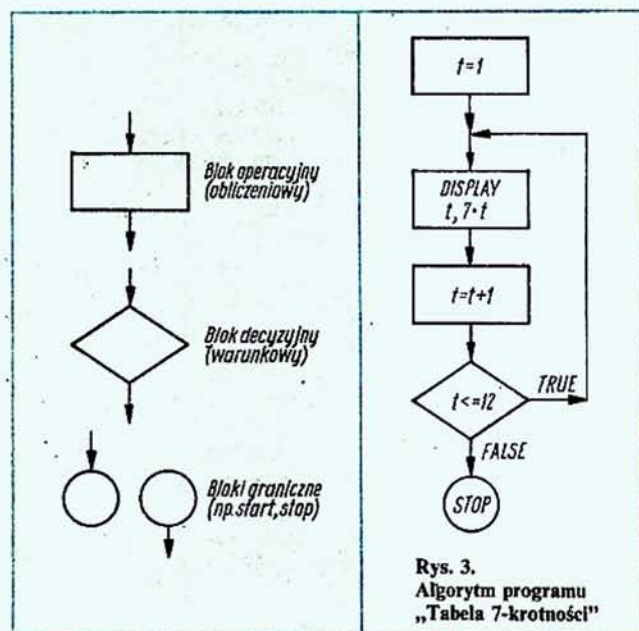 Blok operacyjny
(obliczeniowy)
Blok decyzyjny
(warunkowy)
Bloki graniczne
(np. start, stop)
t=1
DISPLAY
t, 7·t
t=t+1
t<=12
TRUE
FALSE
STOP
Rys. 3.
Algorytm programu
„Tabela 7-krotności"